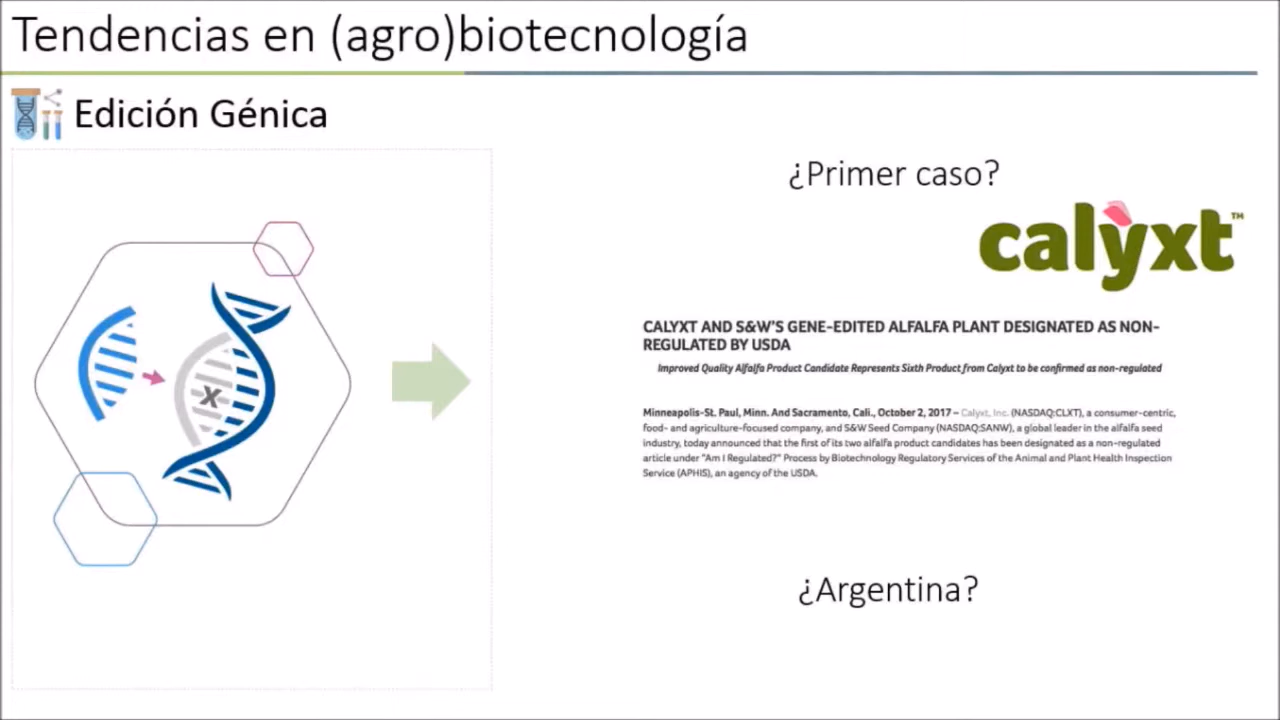 Tendencias en (agro)biotecnología
Edición Génica
¿Primer caso?
calyxt™
CALYXT AND S&W'S GENE-EDITED ALFALFA PLANT DESIGNATED AS NON-
REGULATED BY USDA
Improved Quality Alfalfa Product Candidate Represents Sixth Product from Calyxt to be confirmed as non-regulated
Minneapolis-St. Paul, Minn. And Sacramento, Cali., October 2, 2017 – Calyxt, Inc. (NASDAQ:CLXT), a consumer-centric,
food- and agriculture-focused company, and S&W Seed Company (NASDAQ:SANW), a global leader in the alfalfa seed
industry, today announced that the first of its two alfalfa product candidates has been designated as a non-regulated
article under "Am I Regulated?" Process by Biotechnology Regulatory Services of the Animal and Plant Health Inspection
Service (APHIS), an agency of the USDA.
x
¿Argentina?